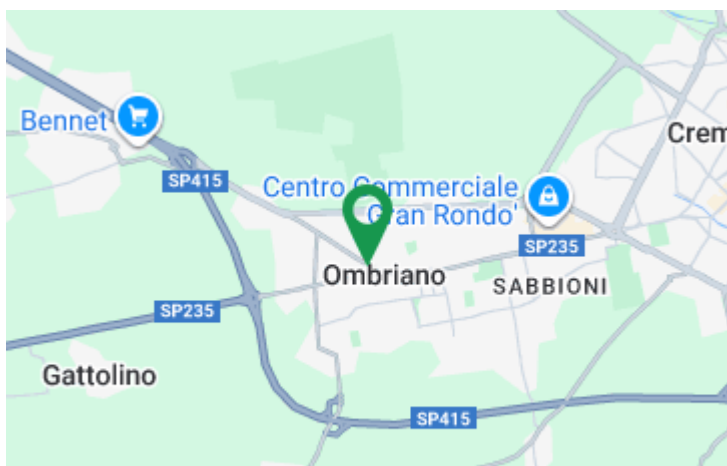 Bennet
Crem
SP415
Centro Commerciale
Gran Rondo'
SP235
Ombriano
SABBIONI
SP235
Gattolino
SP415